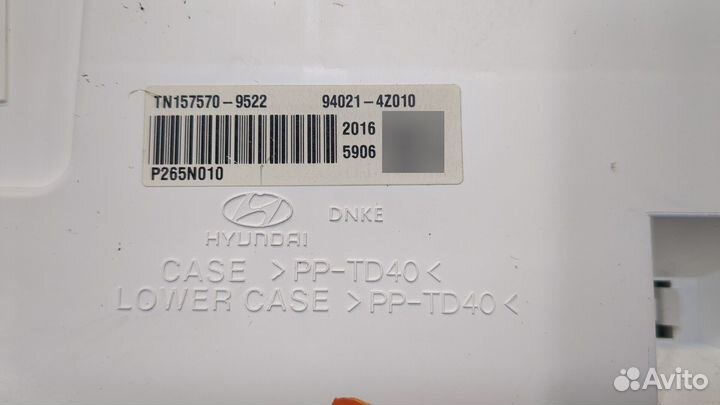 TN157570-9522 94021-4Z010
2016
5906
P265N010
HYUNDAI DNKE
CASE >PP-TD40<
LOWER CASE >PP-TD40<
Avito